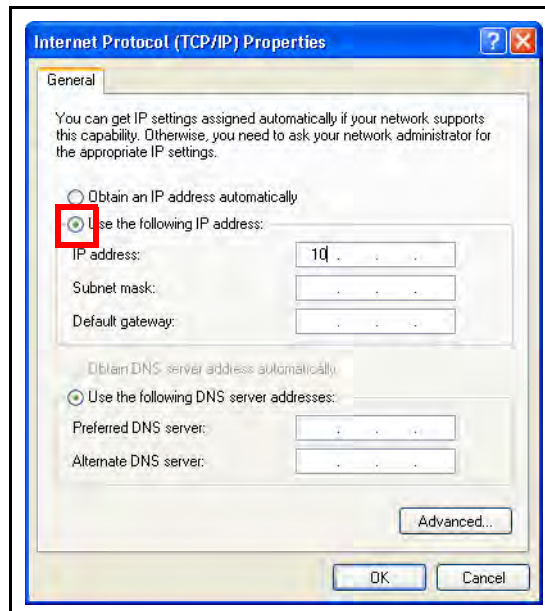 Internet Protocol (TCP/IP) Properties
General
You can get IP settings assigned automatically if your network supports
this capability. Otherwise, you need to ask your network administrator for
the appropriate IP settings.
Obtain an IP address automatically
Use the following IP address:
IP address: 10 . . .
Subnet mask: . . .
Default gateway: . . .
Obtain DNS server address automatically
Use the following DNS server addresses:
Preferred DNS server: . . .
Alternate DNS server: . . .
Advanced...
OK Cancel